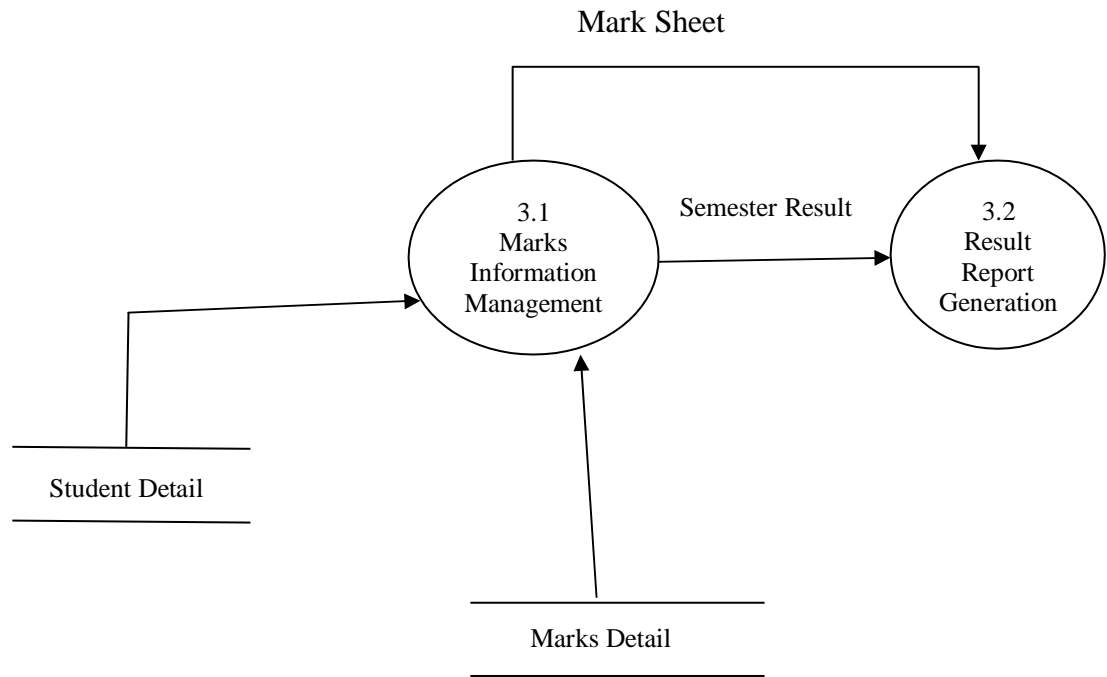 Mark Sheet
3.1
Marks
Information
Management
Semester Result
3.2
Result
Report
Generation
Student Detail
Marks Detail